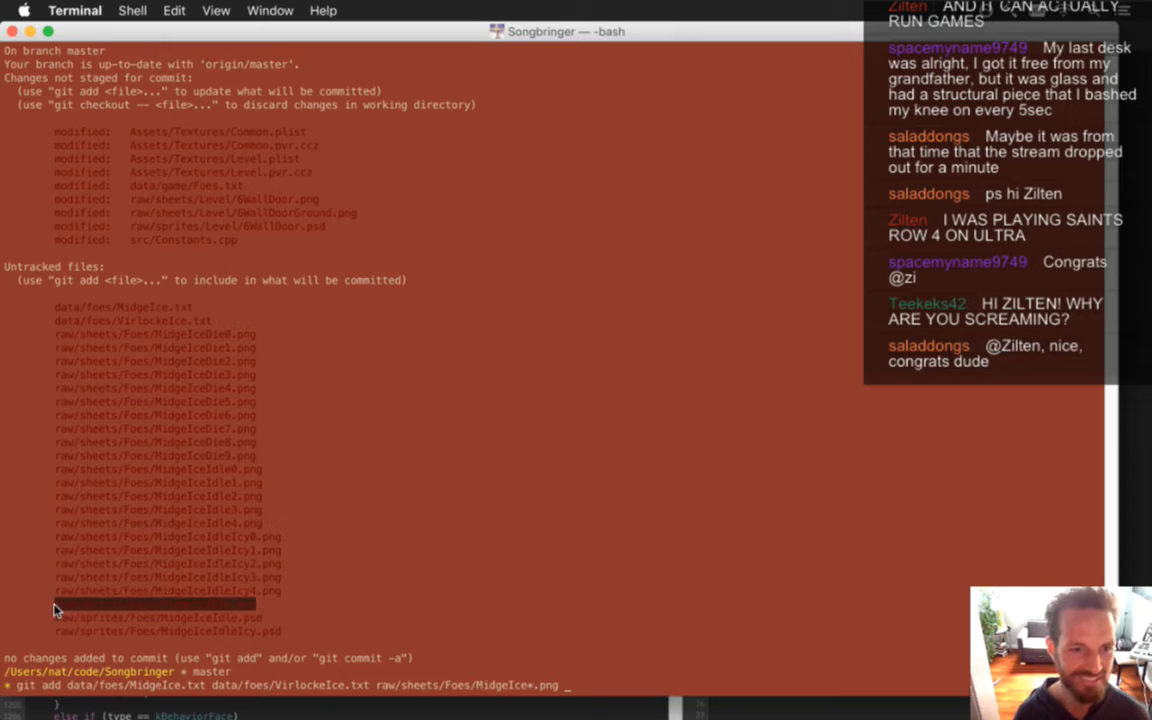 Terminal Shell Edit View Window Help
Songbringer — -bash
On branch master
Your branch is up-to-date with 'origin/master'.
Changes not staged for commit:
(use "git add <file>..." to update what will be committed)
(use "git checkout -- <file>..." to discard changes in working directory)
modified: Assets/Textures/Common.plist
modified: Assets/Textures/Common.pvr.ccz
modified: Assets/Textures/Level.plist
modified: Assets/Textures/Level.pvr.ccz
modified: data/game/Foes.txt
modified: raw/sheets/Level/6WallDoor.png
modified: raw/sheets/Level/6WallDoorGround.png
modified: raw/sprites/Level/6WallDoor.psd
modified: src/Constants.cpp
Untracked files:
(use "git add <file>..." to include in what will be committed)
data/foes/MidgeIce.txt
data/foes/VirlockeIce.txt
raw/sheets/Foes/MidgeIceDie0.png
raw/sheets/Foes/MidgeIceDie1.png
raw/sheets/Foes/MidgeIceDie2.png
raw/sheets/Foes/MidgeIceDie3.png
raw/sheets/Foes/MidgeIceDie4.png
raw/sheets/Foes/MidgeIceDie5.png
raw/sheets/Foes/MidgeIceDie6.png
raw/sheets/Foes/MidgeIceDie7.png
raw/sheets/Foes/MidgeIceDie8.png
raw/sheets/Foes/MidgeIceDie9.png
raw/sheets/Foes/MidgeIceIdle0.png
raw/sheets/Foes/MidgeIceIdle1.png
raw/sheets/Foes/MidgeIceIdle2.png
raw/sheets/Foes/MidgeIceIdle3.png
raw/sheets/Foes/MidgeIceIdle4.png
raw/sheets/Foes/MidgeIceIdleIcy0.png
raw/sheets/Foes/MidgeIceIdleIcy1.png
raw/sheets/Foes/MidgeIceIdleIcy2.png
raw/sheets/Foes/MidgeIceIdleIcy3.png
raw/sheets/Foes/MidgeIceIdleIcy4.png
raw/sprites/Foes/MidgeIceIdle.psd
raw/sprites/Foes/MidgeIceIdleIcy.psd
no changes added to commit (use "git add" and/or "git commit -a")
/Users/nat/code/Songbringer * master
* git add data/foes/MidgeIce.txt data/foes/VirlockeIce.txt raw/sheets/Foes/MidgeIce*.png _
1205 }
1206 else if (type == kBehaviorFace)
76
77
Zilten AND IT CAN ACTUALLY
RUN GAMES
spacemyname9749 My last desk
was alright, I got it free from my
grandfather, but it was glass and
had a structural piece that I bashed
my knee on every 5sec
saladdongs Maybe it was from
that time that the stream dropped
out for a minute
saladdongs ps hi Zilten
Zilten I WAS PLAYING SAINTS
ROW 4 ON ULTRA
spacemyname9749 Congrats
@zi
Teekeks42 HI ZILTEN! WHY
ARE YOU SCREAMING?
saladdongs @Zilten, nice,
congrats dude